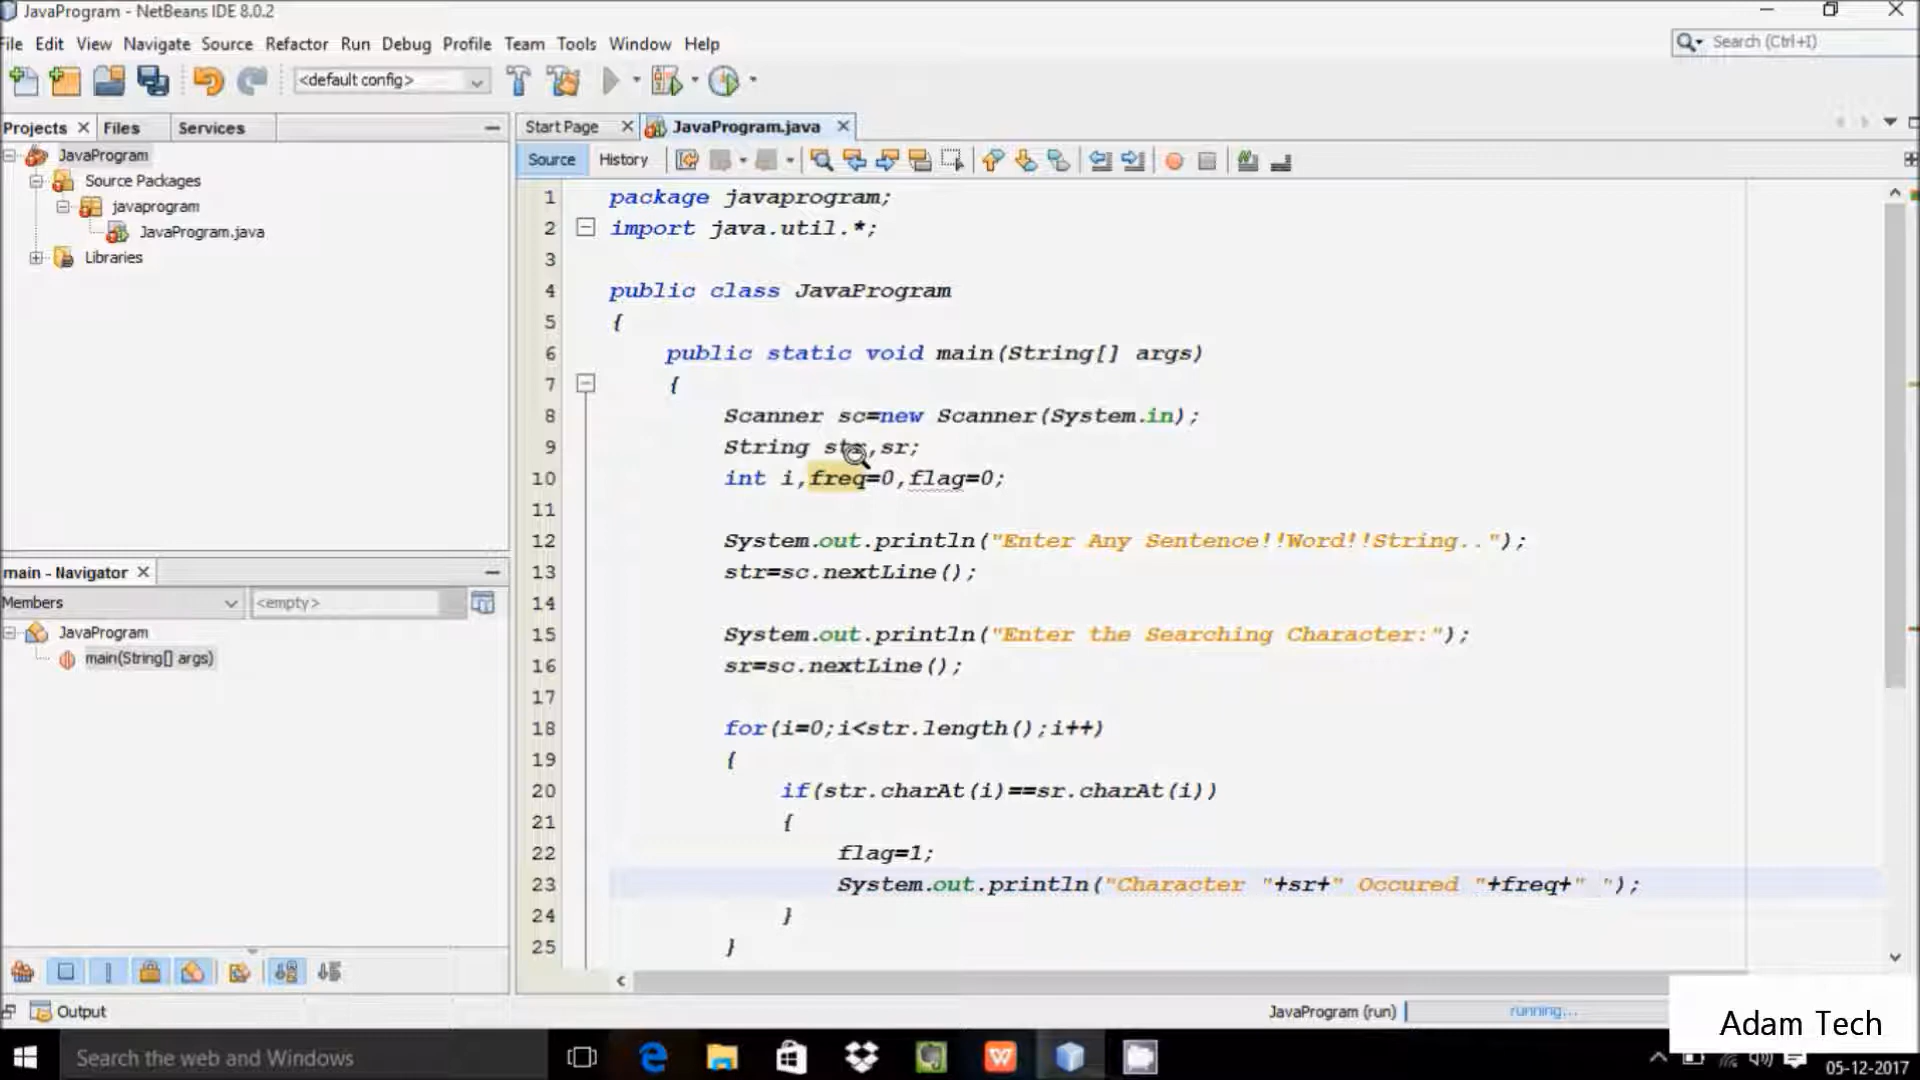 JavaProgram - NetBeans IDE 8.0.2
File Edit View Navigate Source Refactor Run Debug Profile Team Tools Window Help
Search (Ctrl+I)
<default config>
Projects Files Services
Start Page JavaProgram.java
JavaProgram
Source Packages
javaprogram
JavaProgram.java
Libraries
Source History
1 package javaprogram;
2 import java.util.*;
3
4 public class JavaProgram
5 {
6 public static void main(String[] args)
7 {
8 Scanner sc=new Scanner(System.in);
9 String str,sr;
10 int i,freq=0,flag=0;
11
12 System.out.println("Enter Any Sentence!!Word!!String..");
13 str=sc.nextLine();
14
15 System.out.println("Enter the Searching Character:");
16 sr=sc.nextLine();
17
18 for(i=0;i<str.length();i++)
19 {
20 if(str.charAt(i)==sr.charAt(i))
21 {
22 flag=1;
23 System.out.println("Character "+sr+" Occured "+freq+" ");
24 }
25 }
main - Navigator
Members <empty>
JavaProgram
main(String[] args)
Output
JavaProgram (run) running...
Adam Tech
Search the web and Windows
05-12-2017